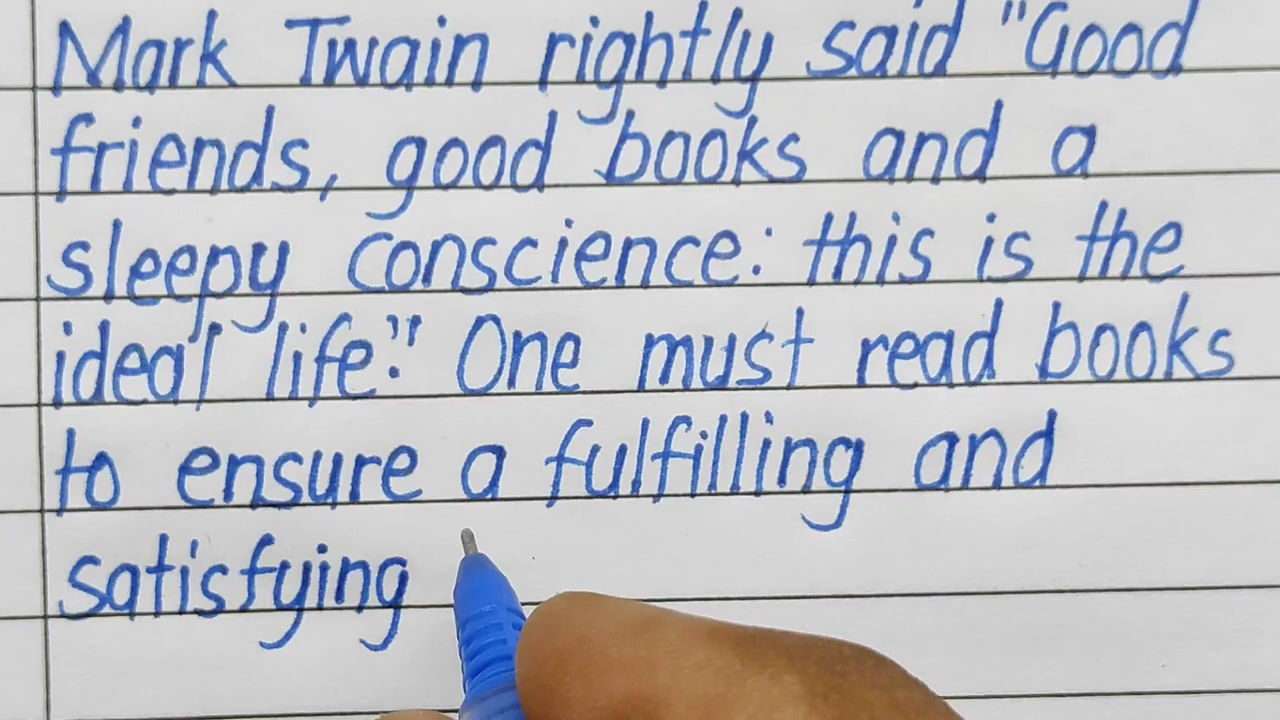 Mark Twain rightly said "Good
friends, good books and a
sleepy conscience: this is the
ideal life." One must read books
to ensure a fulfilling and
satisfying